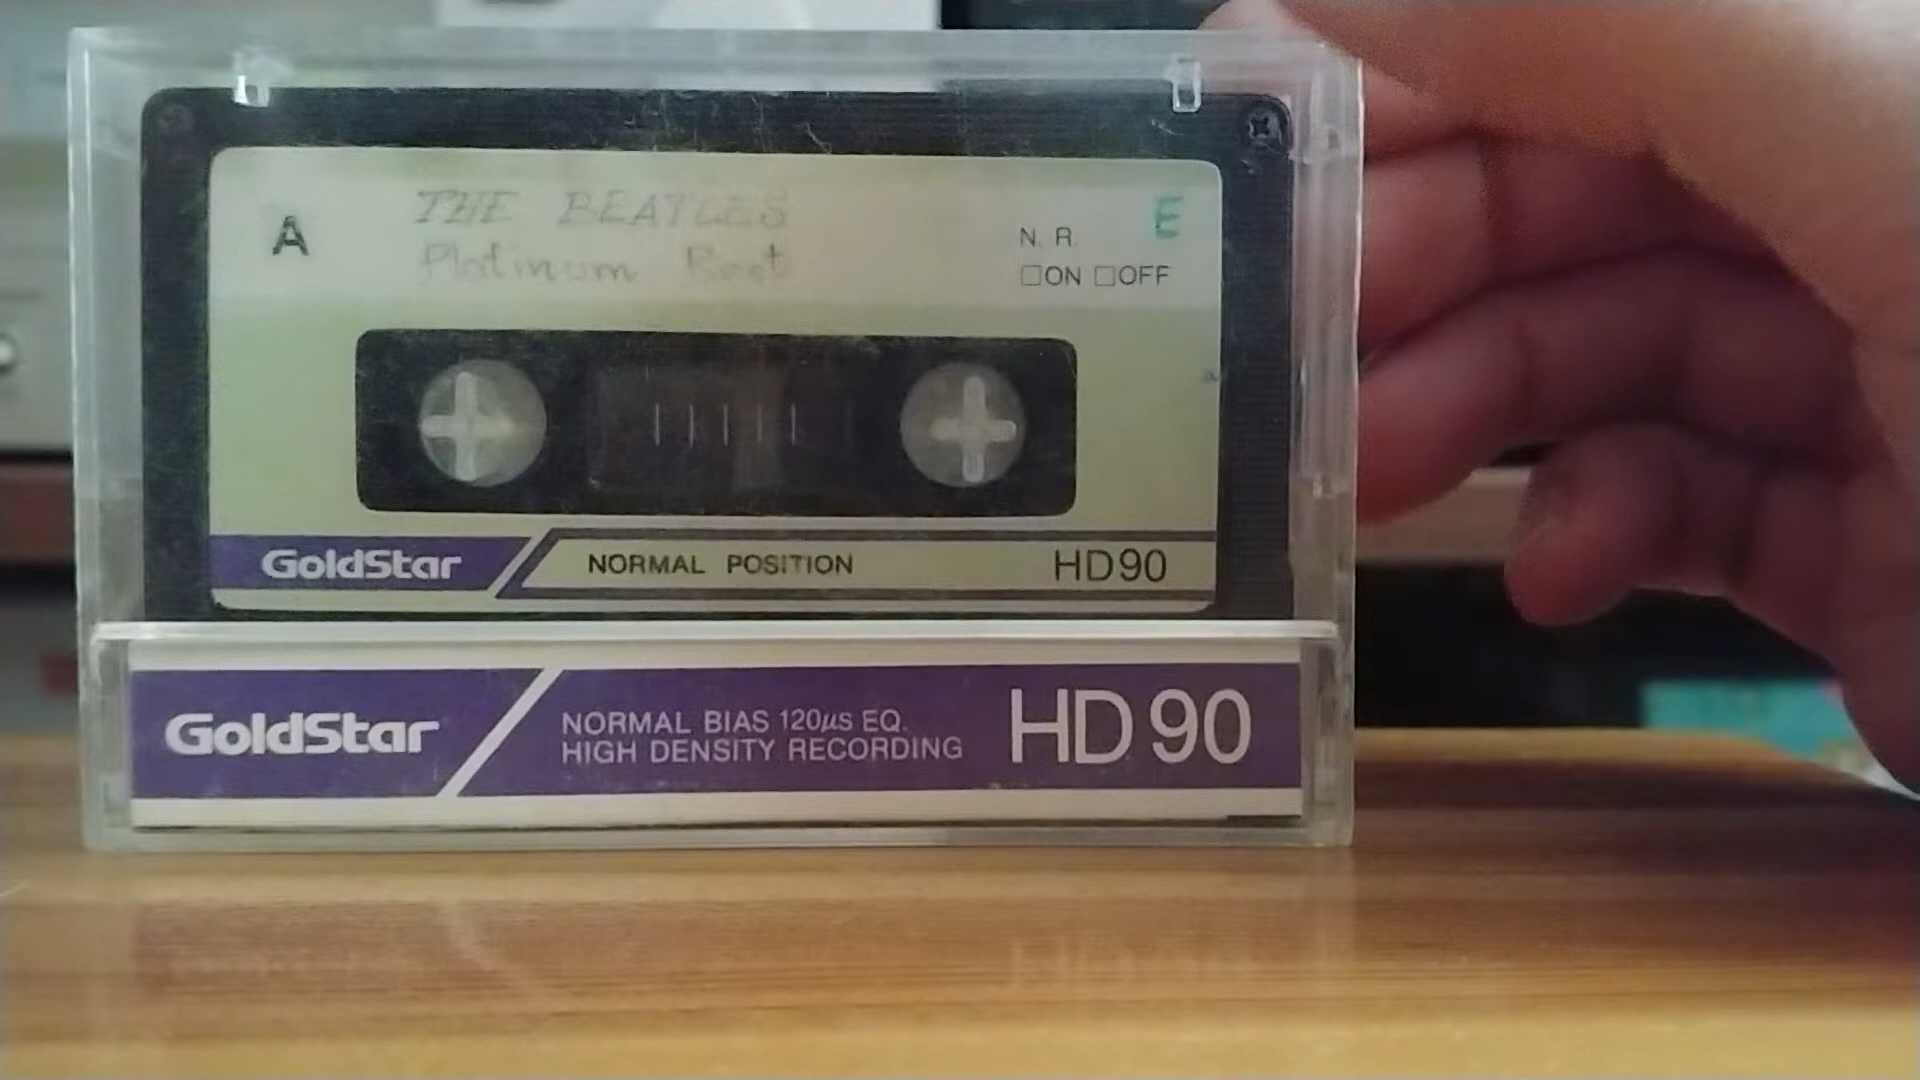 A
THE BEATLES
Platinum Best
E
N. R.
□ON □OFF
GoldStar
NORMAL POSITION
HD90
GoldStar
NORMAL BIAS 120µs EQ.
HIGH DENSITY RECORDING
HD 90